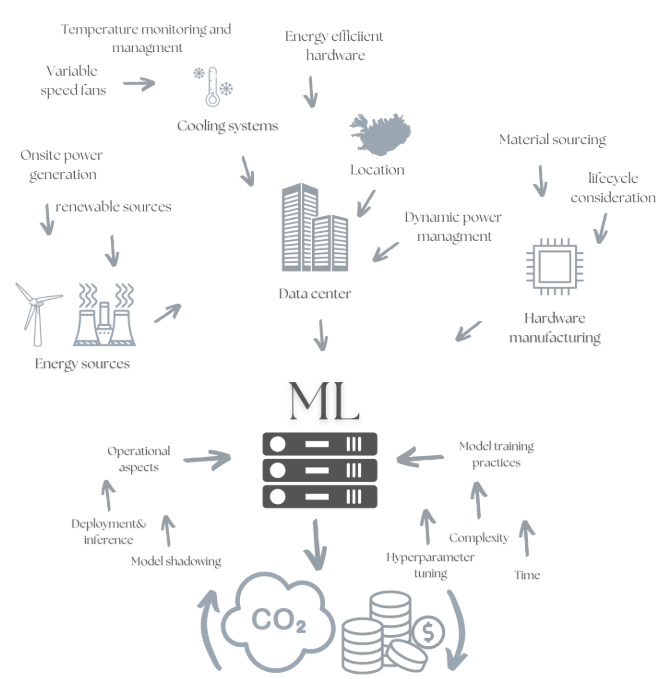 Temperature monitoring and
managment
Energy effiicient
hardware
Variable
speed fans
Cooling systems
Material sourcing
Onsite power
generation
Location
lifecycle
consideration
renewable sources
Dynamic power
managment
Data center
Hardware
manufacturing
Energy sources
ML
Operational
aspects
Model training
practices
Deployment&
inference
Complexity
Model shadowing
Hyperparameter
tuning
Time
CO₂
$